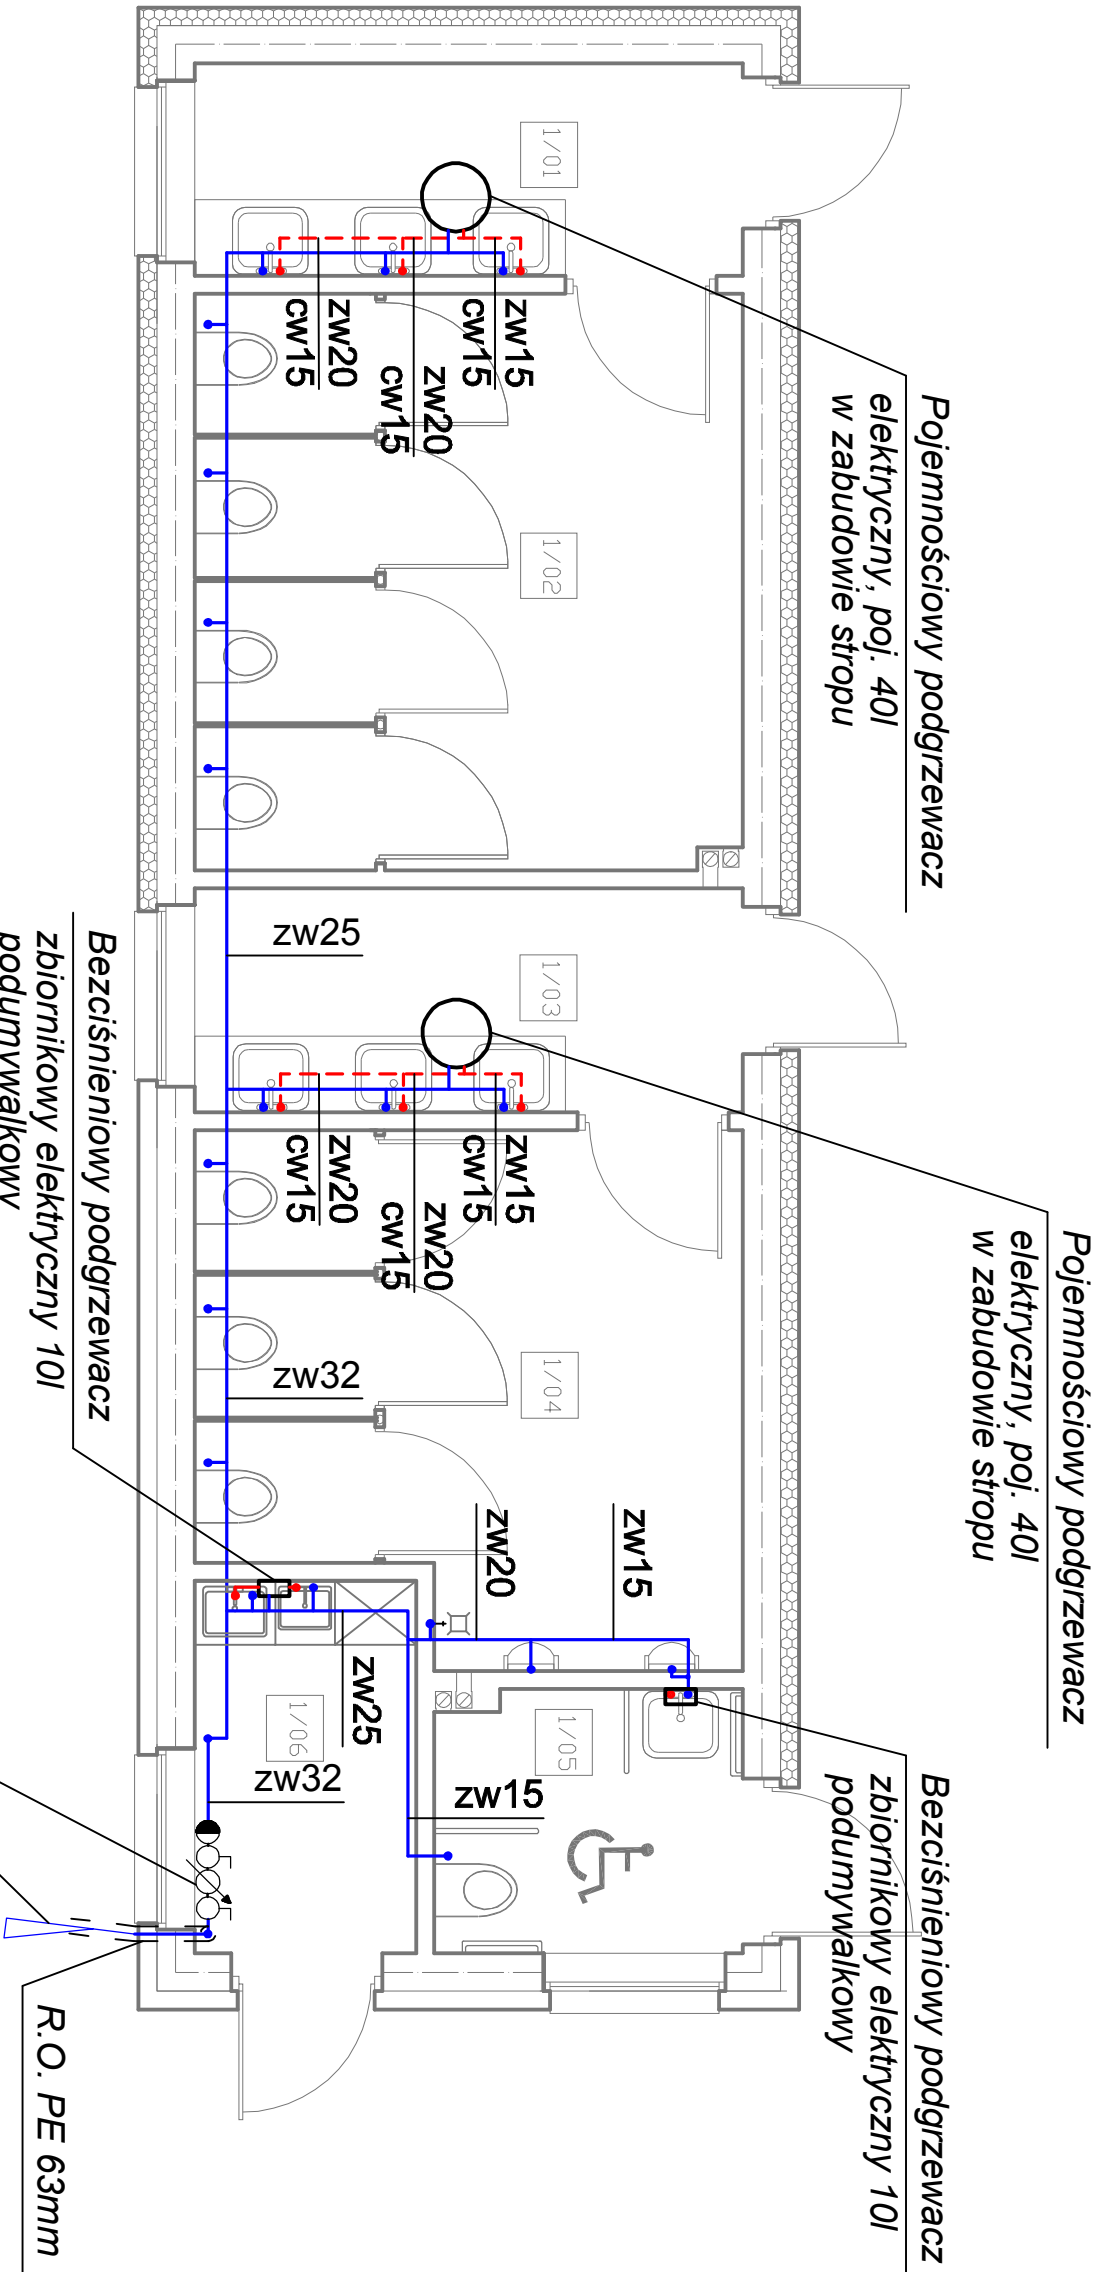 Pojemnościowy podgrzewacz
elektryczny, poj. 40l
w zabudowie stropu
Pojemnościowy podgrzewacz
elektryczny, poj. 40l
w zabudowie stropu
Bezciśnieniowy podgrzewacz
zbiornikowy elektryczny 10l
podumywalkowy
1/01
zw15
cw15
zw20
cw15
zw20
cw15
1/02
zw25
1/03
zw15
cw15
zw20
cw15
zw20
cw15
1/04
zw32
zw15
zw20
zw25
1/05
1/06
zw32
zw15
Bezciśnieniowy podgrzewacz
zbiornikowy elektryczny 10l
podumywalkowy
R.O. PE 63mm